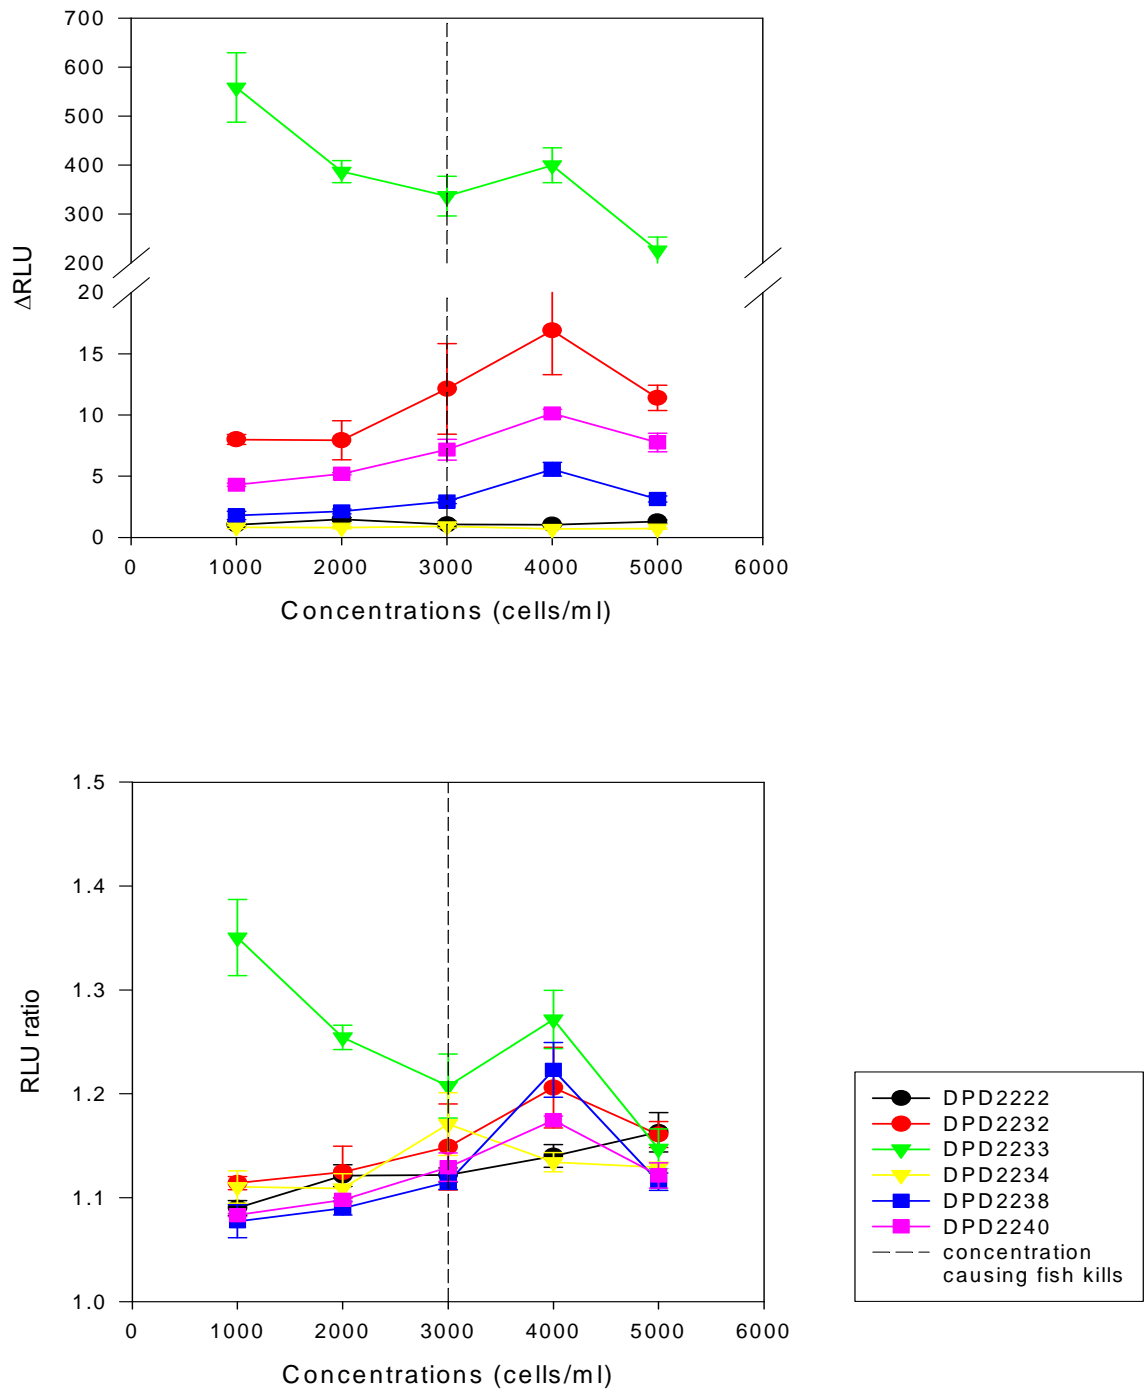 700
600
500
400
300
200
20
15
10
5
0
ΔRLU
0 1000 2000 3000 4000 5000 6000
Concentrations (cells/ml)
1.5
1.4
1.3
1.2
1.1
1.0
RLU ratio
0 1000 2000 3000 4000 5000 6000
Concentrations (cells/ml)
DPD2222
DPD2232
DPD2233
DPD2234
DPD2238
DPD2240
concentration
causing fish kills